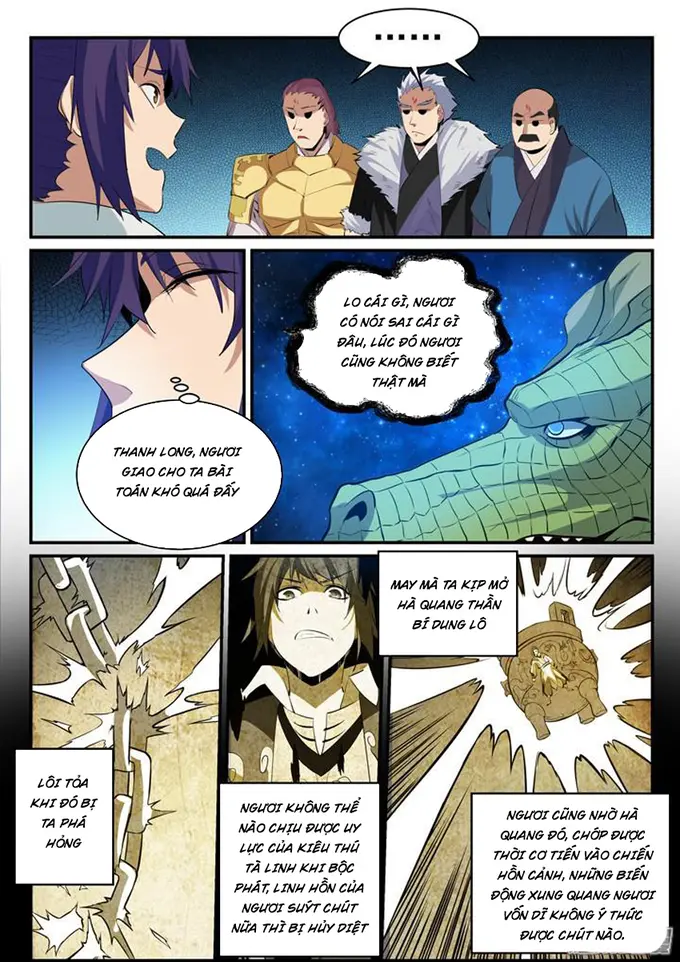 ......
THANH LONG, NGƯƠI
GIAO CHO TA BÀI
TOÁN KHÓ QUÁ ĐẤY
LO CÁI GÌ, NGƯƠI
CÓ NÓI SAI CÁI GÌ
ĐÂU, LÚC ĐÓ NGƯƠI
CŨNG KHÔNG BIẾT
THẬT MÀ
LÔI TỎA
KHI ĐÓ BỊ
TA PHÁ
HỎNG
NGƯƠI KHÔNG THỂ
NÀO CHỊU ĐƯỢC UY
LỰC CỦA KIÊU THÚ
TÀ LINH KHI BỘC
PHÁT, LINH HỒN CỦA
NGƯƠI SUÝT CHÚT
NỮA THÌ BỊ HỦY DIỆT
MAY MÀ TA KỊP MỞ
HÀ QUANG THẦN
BÍ DUNG LÔ
NGƯƠI CŨNG NHỜ HÀ
QUANG ĐÓ, CHỚP ĐƯỢC
THỜI CƠ TIẾN VÀO CHIẾN
HỒN CẢNH, NHỮNG BIẾN
ĐỘNG XUNG QUANG NGƯƠI
VỐN DĨ KHÔNG Ý THỨC
ĐƯỢC CHÚT NÀO.